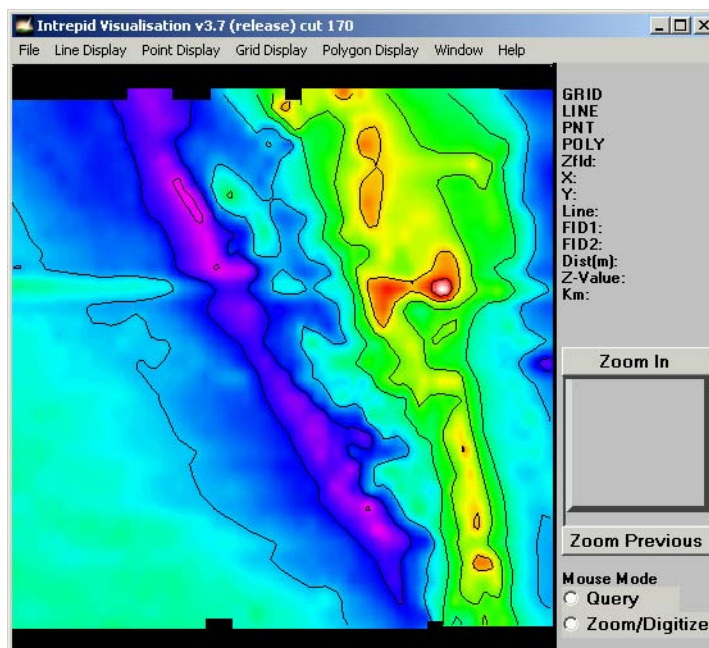 Intrepid Visualisation v3.7 (release) cut 170
File Line Display Point Display Grid Display Polygon Display Window Help
GRID
LINE
PNT
POLY
Zfld:
X:
Y:
Line:
FID1:
FID2:
Dist(m):
Z-Value:
Km:
Zoom In
Zoom Previous
Mouse Mode
Query
Zoom/Digitize